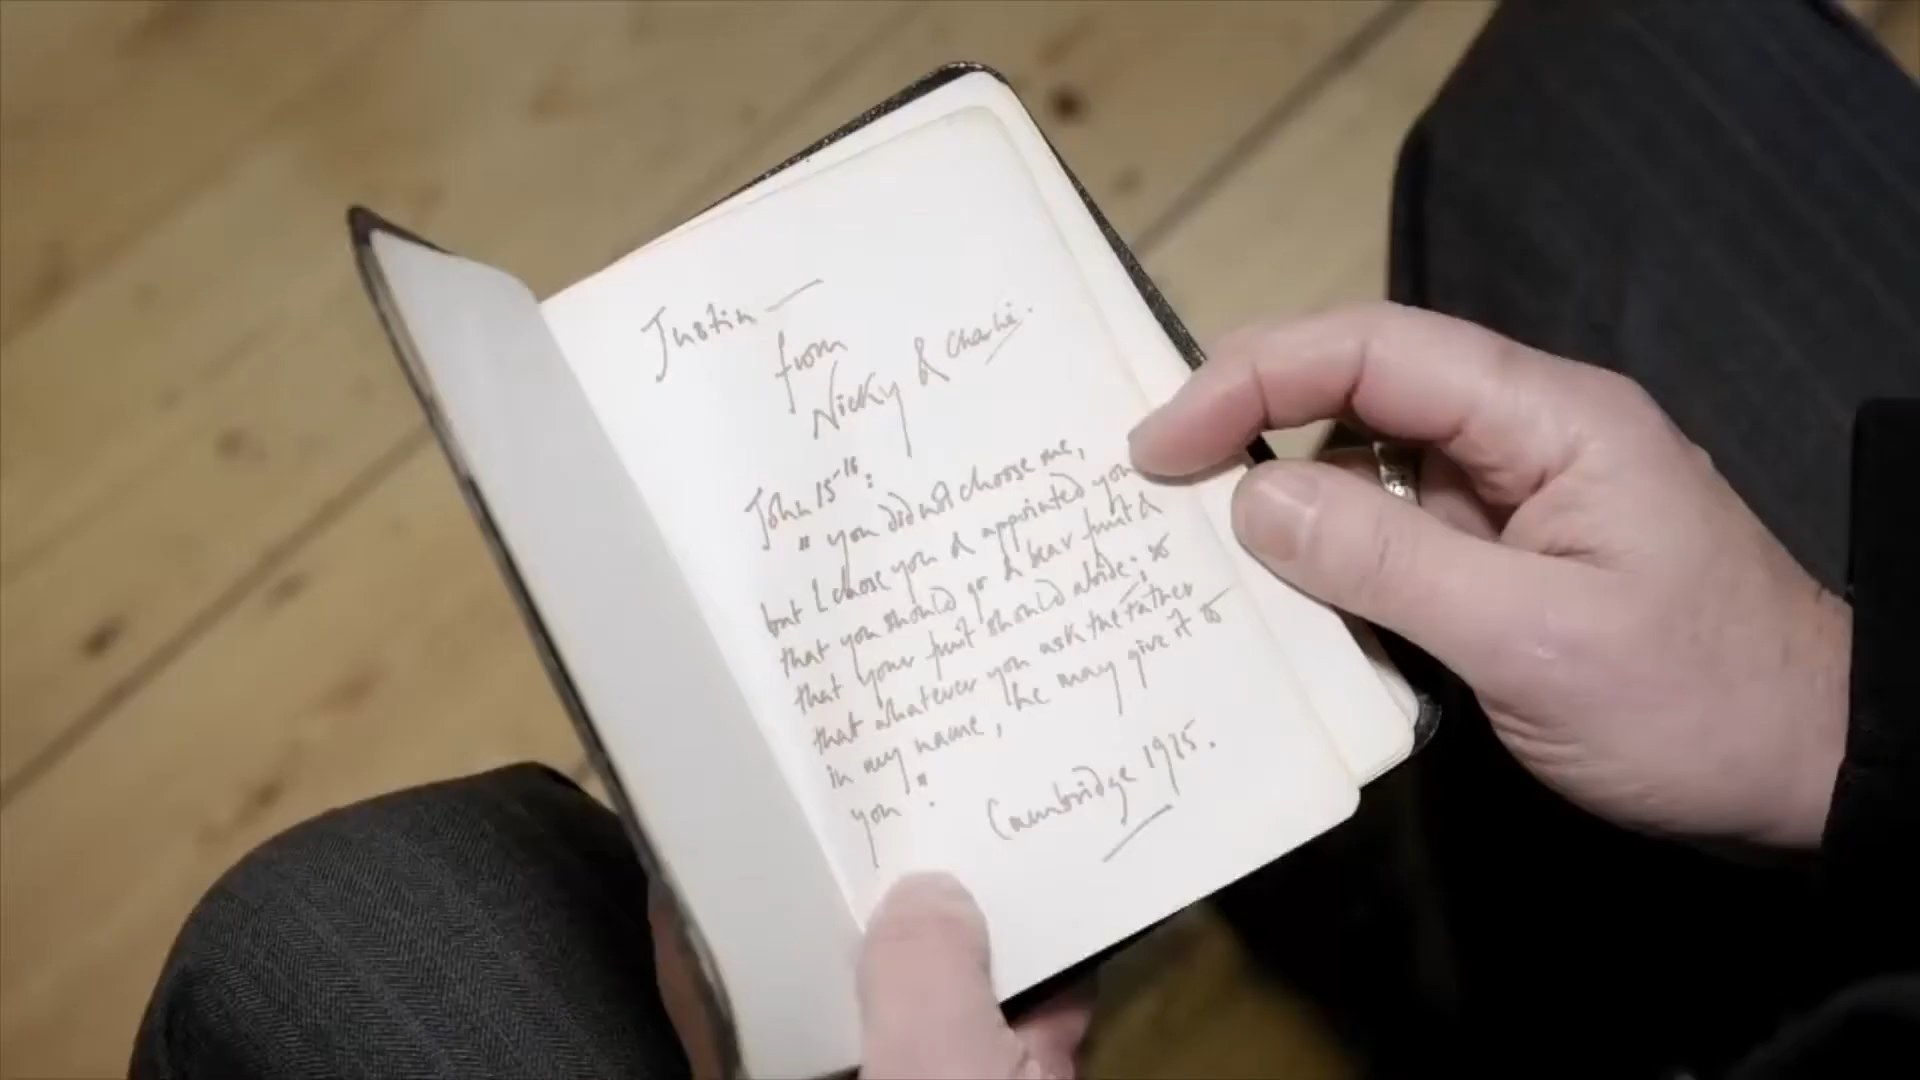 Justin —
from
Nicky & Charlie.
John 15 16:
" you did not choose me,
but I chose you & appointed you
that you should go & bear fruit &
that your fruit should abide; so
that whatever you ask the Father
in my name, he may give it to
you".
Cambridge 1975.